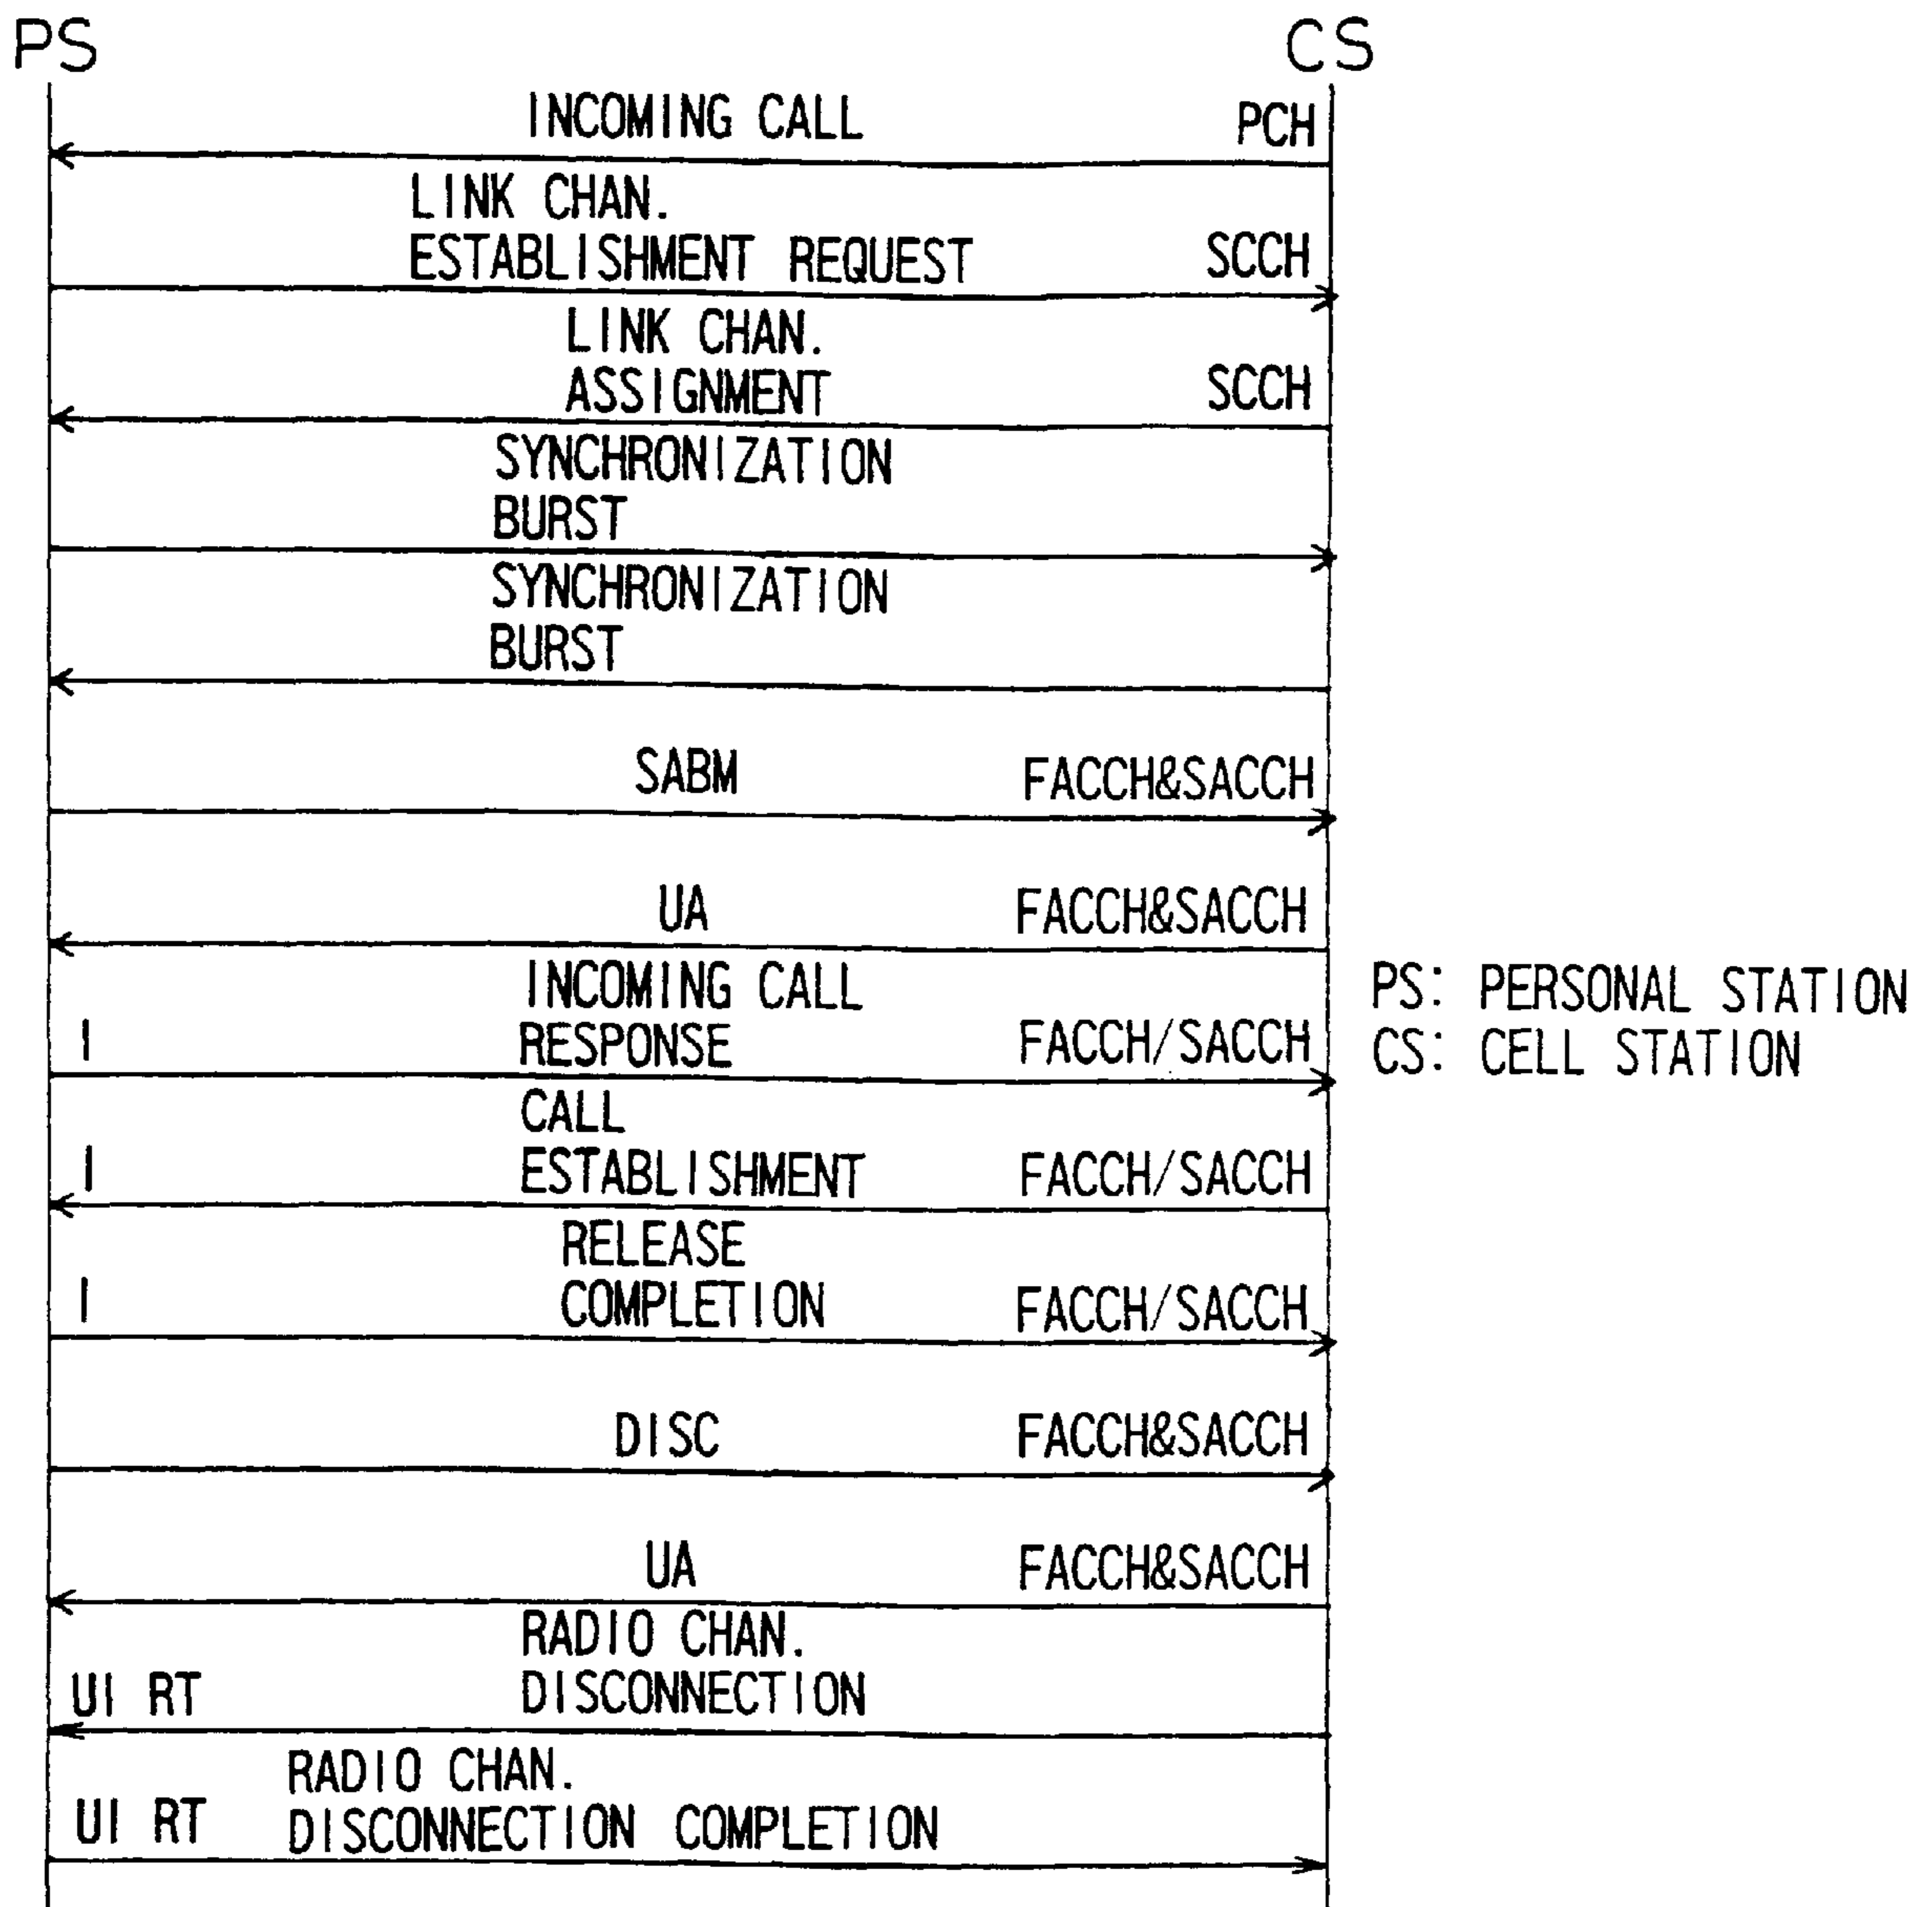 PS CS
INCOMING CALL PCH
LINK CHAN.
ESTABLISHMENT REQUEST SCCH
LINK CHAN.
ASSIGNMENT SCCH
SYNCHRONIZATION
BURST
SYNCHRONIZATION
BURST
SABM FACCH&SACCH
UA FACCH&SACCH
INCOMING CALL
I RESPONSE FACCH/SACCH
PS: PERSONAL STATION
CS: CELL STATION
CALL
I ESTABLISHMENT FACCH/SACCH
RELEASE
I COMPLETION FACCH/SACCH
DISC FACCH&SACCH
UA FACCH&SACCH
RADIO CHAN.
UI RT DISCONNECTION
RADIO CHAN.
UI RT DISCONNECTION COMPLETION